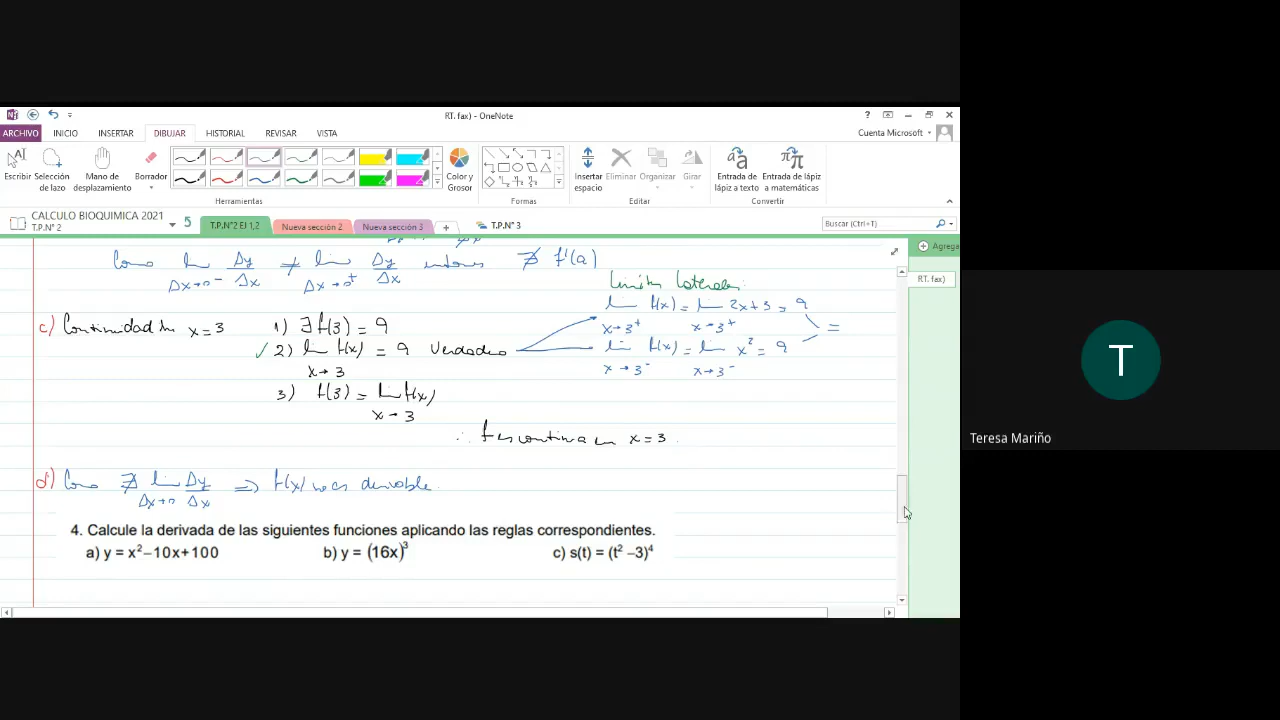 RT. fax) - OneNote
ARCHIVO INICIO INSERTAR DIBUJAR HISTORIAL REVISAR VISTA Cuenta Microsoft
Escribir Selección de lazo Mano de desplazamiento Borrador Color y Grosor Insertar espacio Eliminar Organizar Girar Entrada de lápiz a texto Entrada de lápiz a matemáticas
Herramientas Formas Editar Convertir
CALCULO BIOQUIMICA 2021
T.P.N° 2 T.P.N°2 EJ 1,2 Nueva sección 2 Nueva sección 3 + T.P.N° 3 Buscar (Ctrl+T)
Agrega
RT. fax)
Como lim Δy/Δx ≠ lim Δy/Δx entonces ∄ f'(a)
Δx→0⁻ Δx→0⁺
Límites laterales:
lim f(x) = lim 2x+3 = 9
x→3⁺ x→3⁺
lim f(x) = lim x² = 9
x→3⁻ x→3⁻
=
c) Continuidad en x=3 1) ∃ f(3) = 9
✓ 2) lim f(x) = 9 Verdadero
x→3
3) f(3) = lim f(x)
x→3
∴ f es continua en x=3.
d) Como ∄ lim Δy/Δx ⇒ f(x) no es derivable.
Δx→0
4. Calcule la derivada de las siguientes funciones aplicando las reglas correspondientes.
a) y = x²−10x+100 b) y = (16x)³ c) s(t) = (t² −3)⁴
T
Teresa Mariño